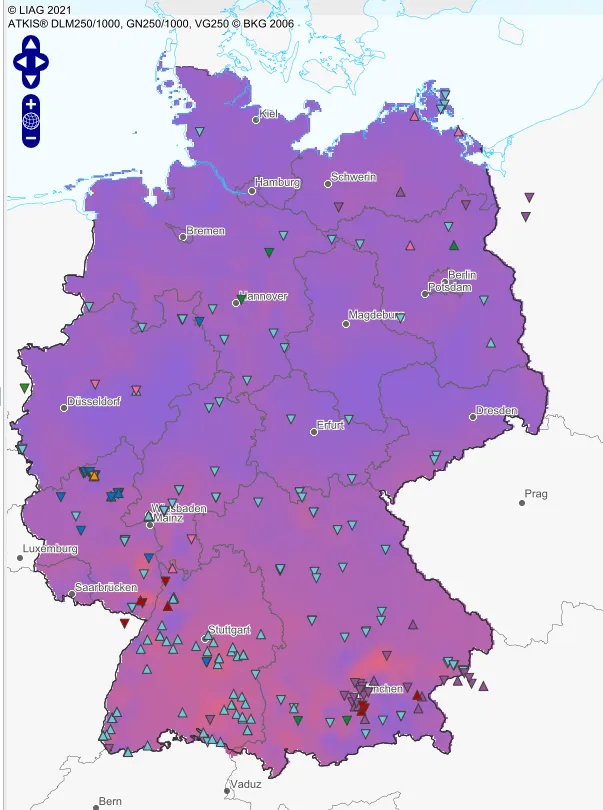 © LIAG 2021
ATKIS® DLM250/1000, GN250/1000, VG250 © BKG 2006
+
−
Kiel
Schwerin
Hamburg
Bremen
Berlin
Potsdam
Hannover
Magdebur
Düsseldorf
Dresden
Erfurt
Prag
Wiesbaden
Mainz
Luxemburg
Saarbrücken
Stuttgart
nchen
Vaduz
Bern